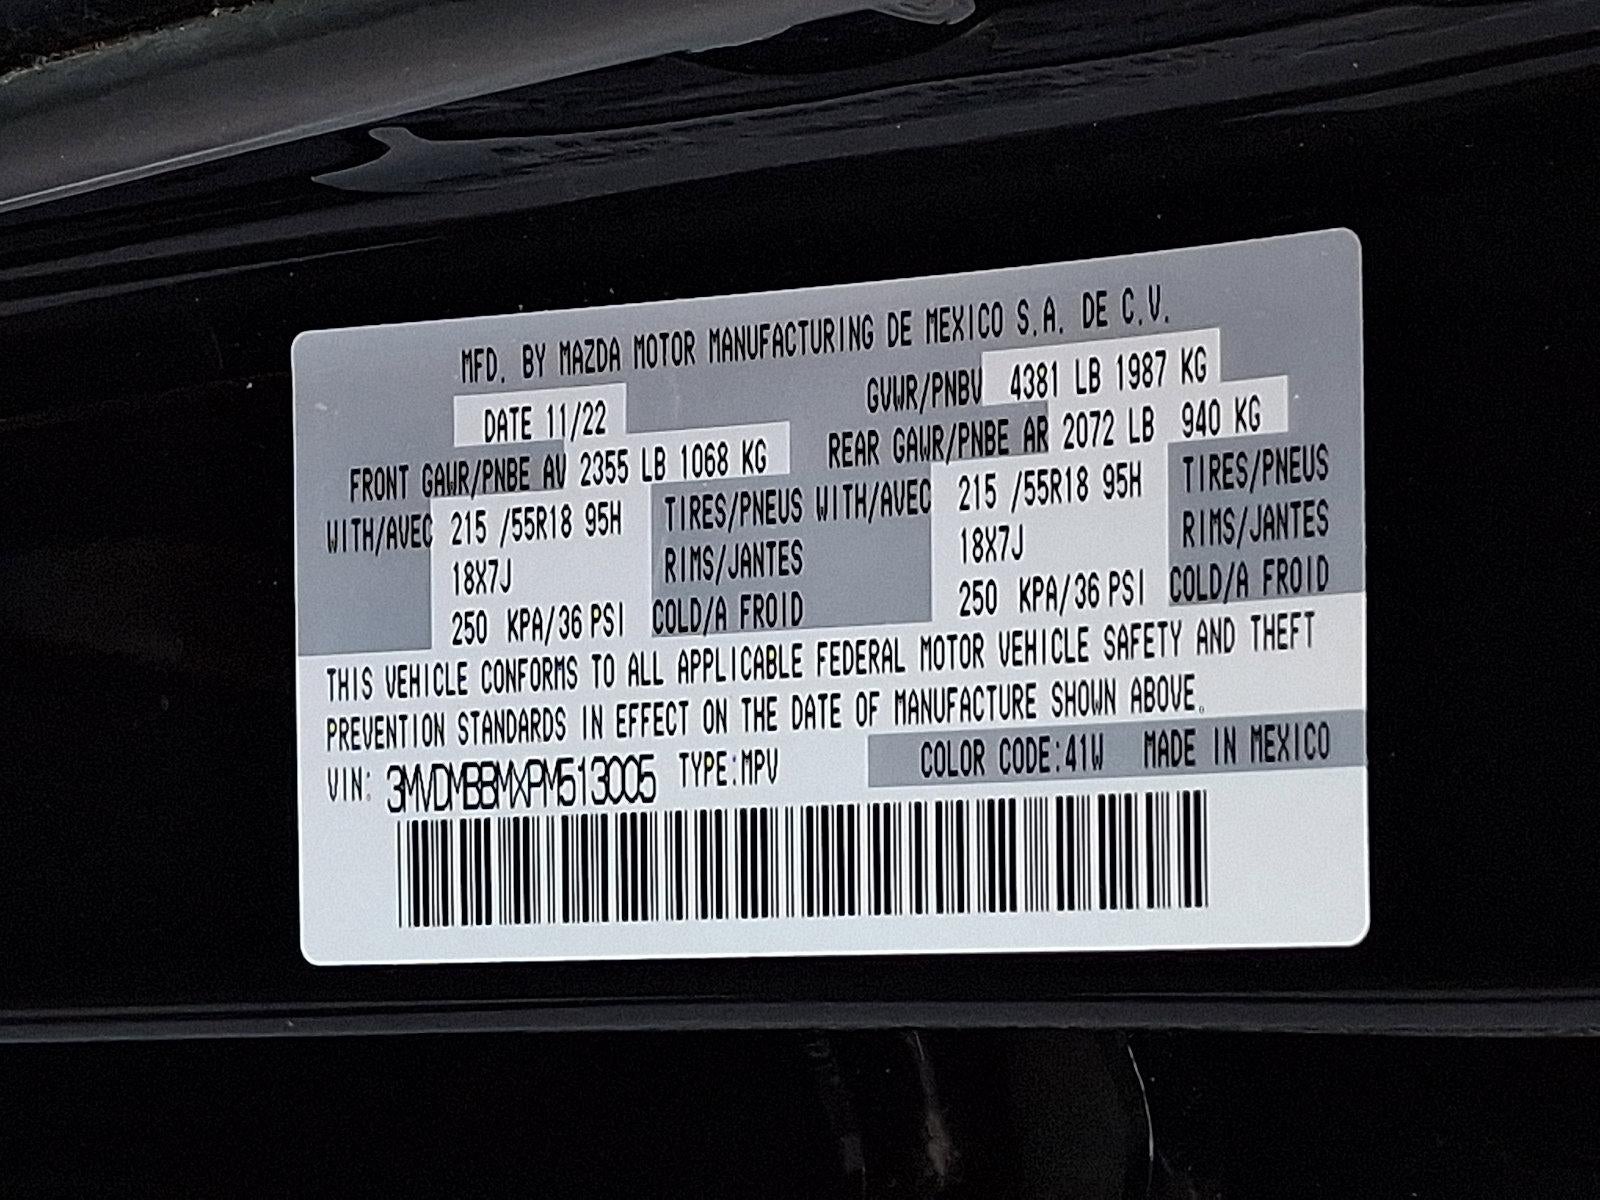 MFD. BY MAZDA MOTOR MANUFACTURING DE MEXICO S.A. DE C.V.
DATE 11/22 GVWR/PNBV 4381 LB 1987 KG
FRONT GAWR/PNBE AV 2355 LB 1068 KG REAR GAWR/PNBE AR 2072 LB 940 KG
WITH/AVEC 215 /55R18 95H TIRES/PNEUS WITH/AVEC 215 /55R18 95H TIRES/PNEUS
18X7J RIMS/JANTES 18X7J RIMS/JANTES
250 KPA/36 PSI COLD/A FROID 250 KPA/36 PSI COLD/A FROID
THIS VEHICLE CONFORMS TO ALL APPLICABLE FEDERAL MOTOR VEHICLE SAFETY AND THEFT
PREVENTION STANDARDS IN EFFECT ON THE DATE OF MANUFACTURE SHOWN ABOVE.
VIN: 3MVDMBBMXPM513005 TYPE:MPV COLOR CODE:41W MADE IN MEXICO